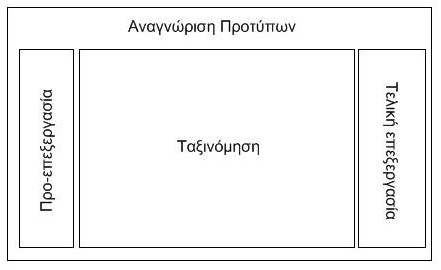 Αναγνώριση Προτύπων
Προ-επεξεργασία
Ταξινόμηση
Τελική επεξεργασία